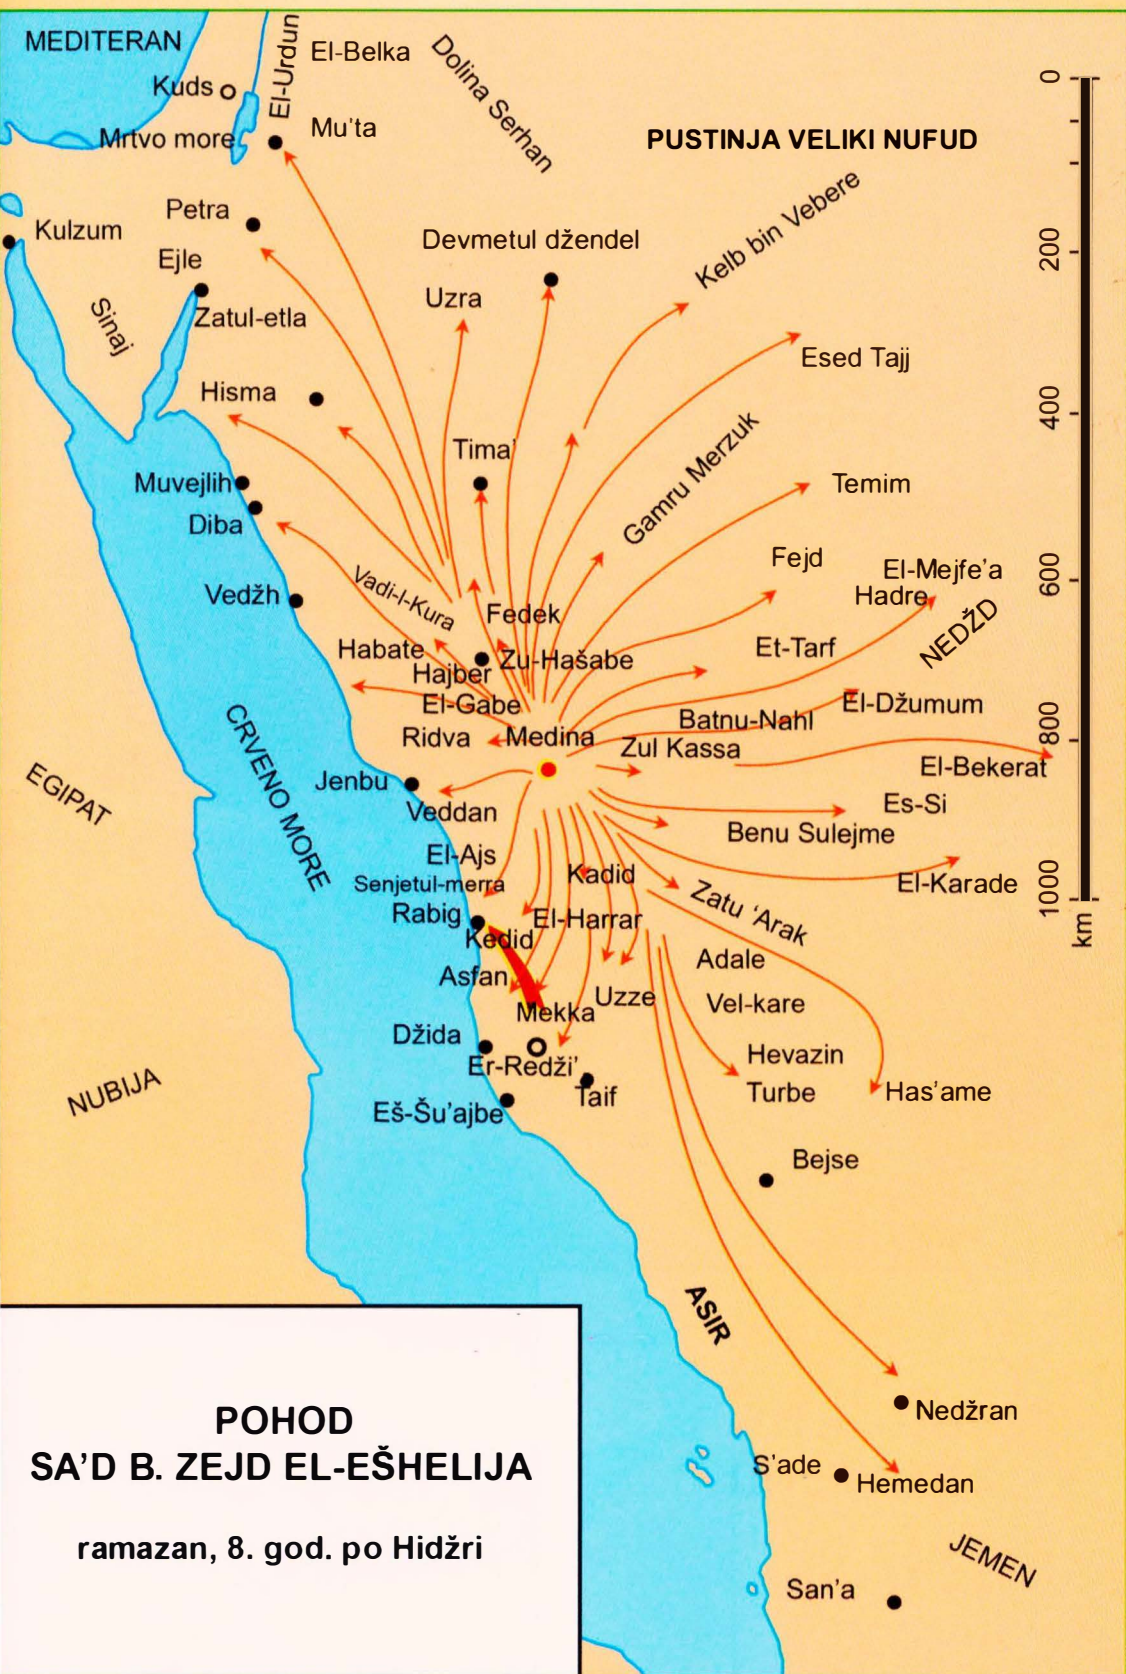 MEDITERAN
El-Urdun
El-Belka
Dolina Serhan
Kuds
Mrtvo more
Mu'ta
PUSTINJA VELIKI NUFUD
0
Kelb bin Vebere
Petra
Kulzum
Ejle
Devmetul džendel
200
Uzra
Zatul-etla
Sinaj
Esed Tajj
Hisma
400
Tima'
Gamru Merzuk
Muvejlih
Temim
Diba
Fejd
El-Mejfe'a
Hadre
600
Vedžh
Vadi-l-Kura
Fedek
NEDŽD
Habate
Hajber
Zu-Hašabe
Et-Tarf
El-Gabe
El-Džumum
Batnu-Nahl
Ridva
Medina
Zul Kassa
800
El-Bekerat
CRVENO MORE
EGIPAT
Jenbu
Veddan
Es-Si
Benu Sulejme
El-Ajs
Kadid
Senjetul-merra
El-Karade
1000
km
Rabig
El-Harrar
Zatu 'Arak
Kedid
Asfan
Adale
Uzze
Vel-kare
Mekka
Džida
Er-Redži'
Hevazin
NUBIJA
Taif
Turbe
Has'ame
Eš-Šu'ajbe
Bejse
ASIR
Nedžran
S'ade
Hemedan
JEMEN
San'a
POHOD
SA'D B. ZEJD EL-EŠHELIJA
ramazan, 8. god. po Hidžri